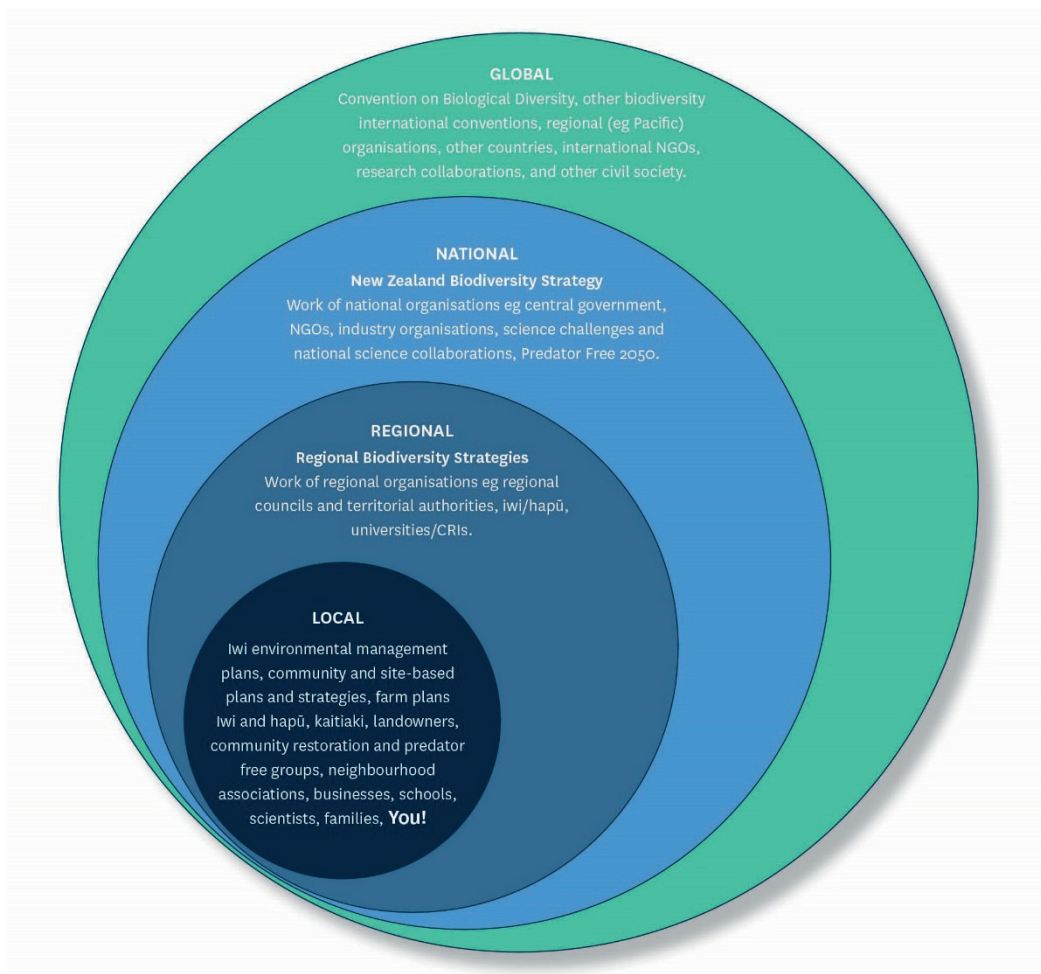 GLOBAL
Convention on Biological Diversity, other biodiversity
international conventions, regional (eg Pacific)
organisations, other countries, international NGOs,
research collaborations, and other civil society.
NATIONAL
New Zealand Biodiversity Strategy
Work of national organisations eg central government,
NGOs, industry organisations, science challenges and
national science collaborations, Predator Free 2050.
REGIONAL
Regional Biodiversity Strategies
Work of regional organisations eg regional
councils and territorial authorities, iwi/hapū,
universities/CRIs.
LOCAL
Iwi environmental management
plans, community and site-based
plans and strategies, farm plans
Iwi and hapū, kaitiaki, landowners,
community restoration and predator
free groups, neighbourhood
associations, businesses, schools,
scientists, families, You!